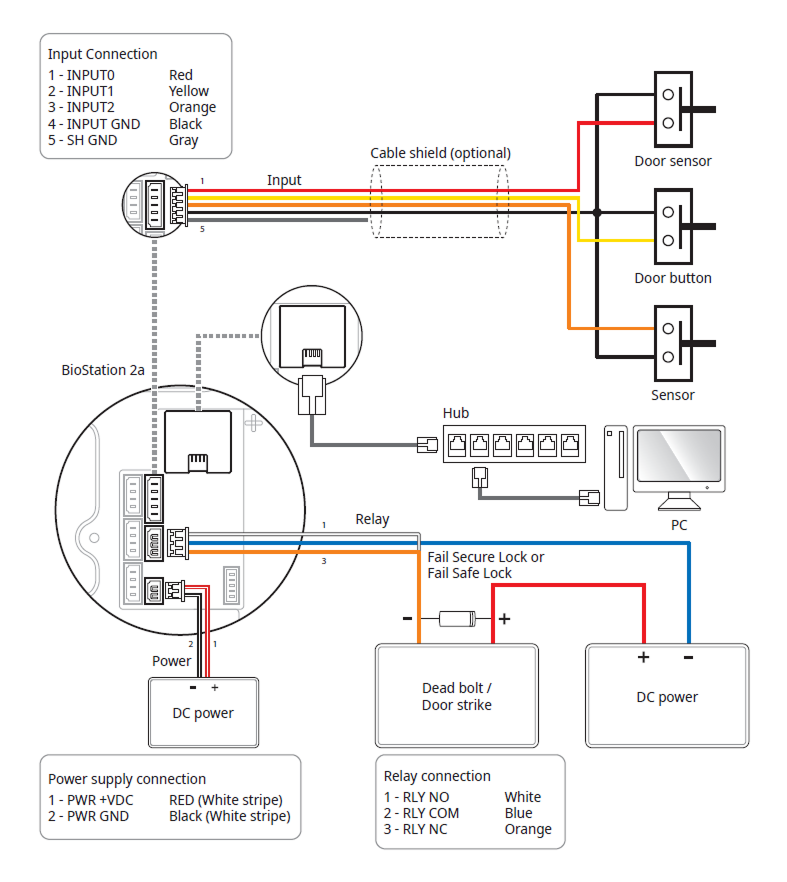 Input Connection
1 - INPUT0 Red
2 - INPUT1 Yellow
3 - INPUT2 Orange
4 - INPUT GND Black
5 - SH GND Gray
Cable shield (optional)
Door sensor
1
Input
5
Door button
BioStation 2a
Sensor
Hub
PC
1
Relay
3
Fail Secure Lock or
Fail Safe Lock
- +
2 1
Power
- +
DC power
Dead bolt /
Door strike
+ -
DC power
Power supply connection
1 - PWR +VDC RED (White stripe)
2 - PWR GND Black (White stripe)
Relay connection
1 - RLY NO White
2 - RLY COM Blue
3 - RLY NC Orange